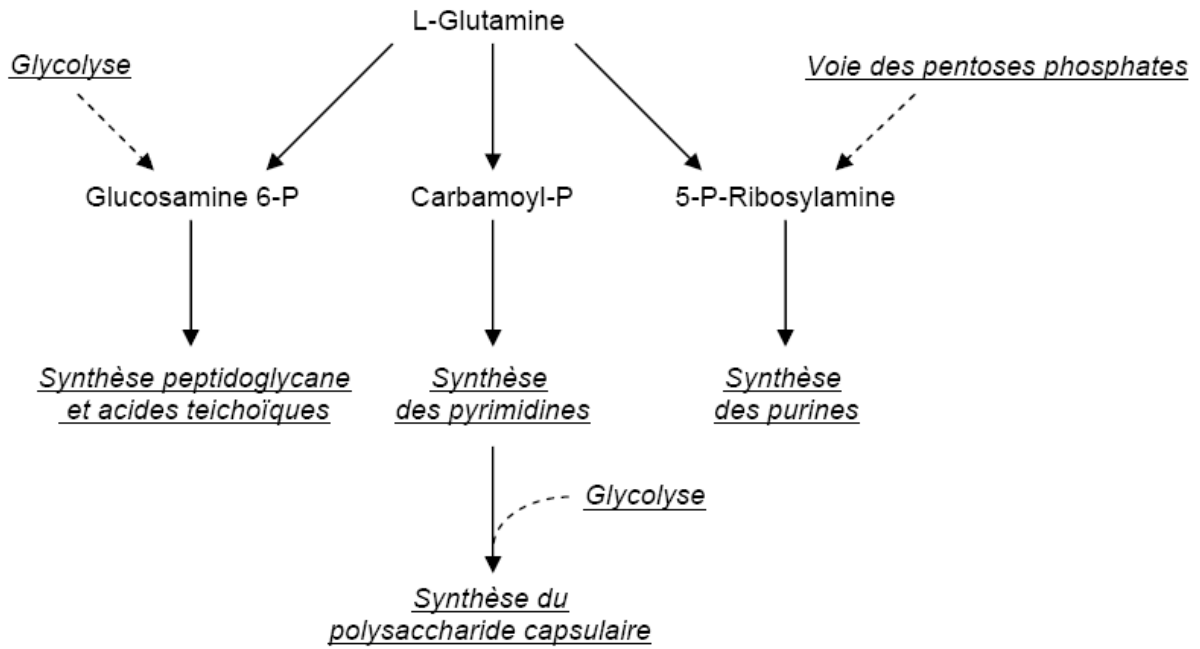 L-Glutamine
Glycolyse
Voie des pentoses phosphates
Glucosamine 6-P
Carbamoyl-P
5-P-Ribosylamine
Synthèse peptidoglycane
et acides teichoïques
Synthèse
des pyrimidines
Synthèse
des purines
Glycolyse
Synthèse du
polysaccharide capsulaire